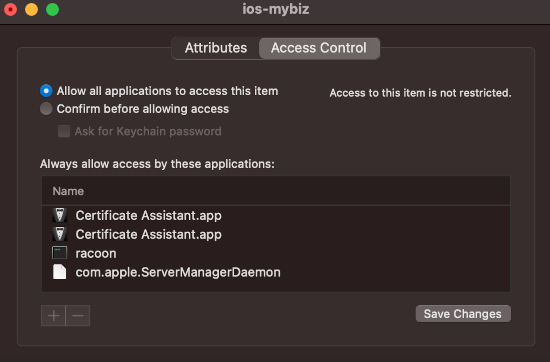 ios-mybiz
Attributes Access Control
Allow all applications to access this item
Access to this item is not restricted.
Confirm before allowing access
Ask for Keychain password
Always allow access by these applications:
Name
Certificate Assistant.app
Certificate Assistant.app
racoon
com.apple.ServerManagerDaemon
+ −
Save Changes